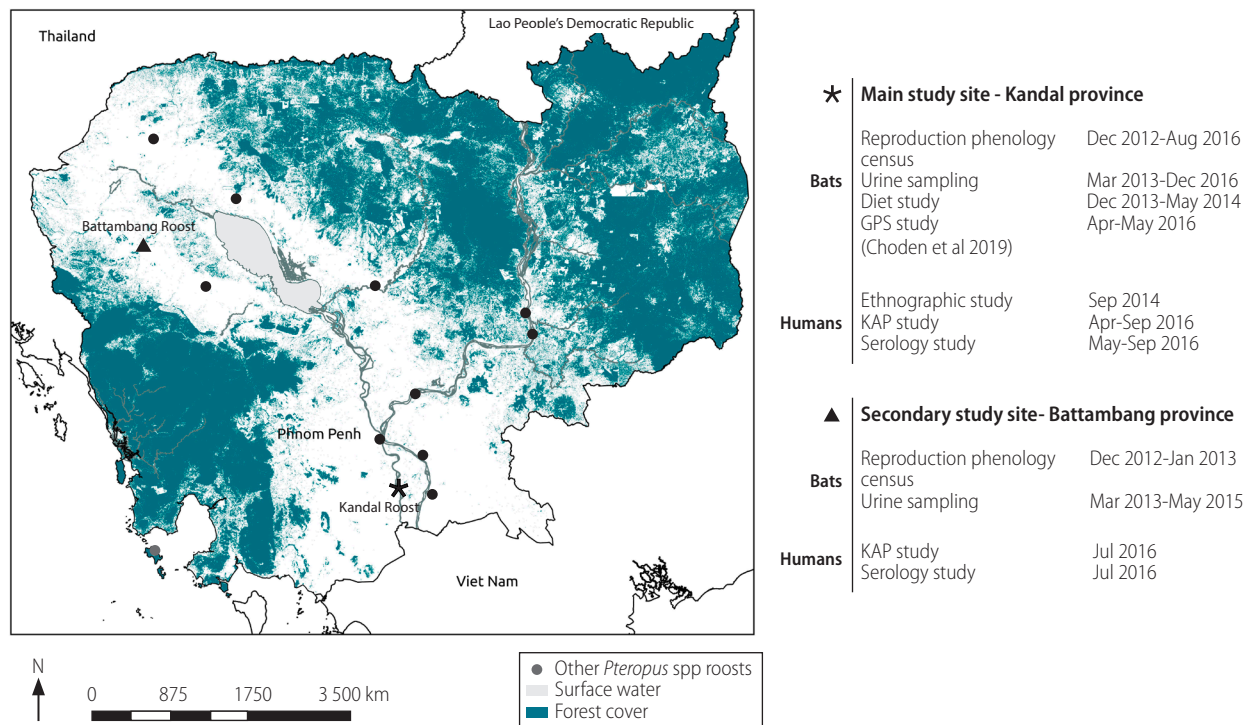 Thailand
Lao People's Democratic Republic
Battambang Roost
Phnom Penh
Kandal Roost
Viet Nam
N
0 875 1750 3 500 km
Other Pteropus spp roosts
Surface water
Forest cover
Main study site - Kandal province
Bats
Reproduction phenology census Dec 2012-Aug 2016
Urine sampling Mar 2013-Dec 2016
Diet study Dec 2013-May 2014
GPS study Apr-May 2016
(Choden et al 2019)
Humans
Ethnographic study Sep 2014
KAP study Apr-Sep 2016
Serology study May-Sep 2016
Secondary study site- Battambang province
Bats
Reproduction phenology census Dec 2012-Jan 2013
Urine sampling Mar 2013-May 2015
Humans
KAP study Jul 2016
Serology study Jul 2016